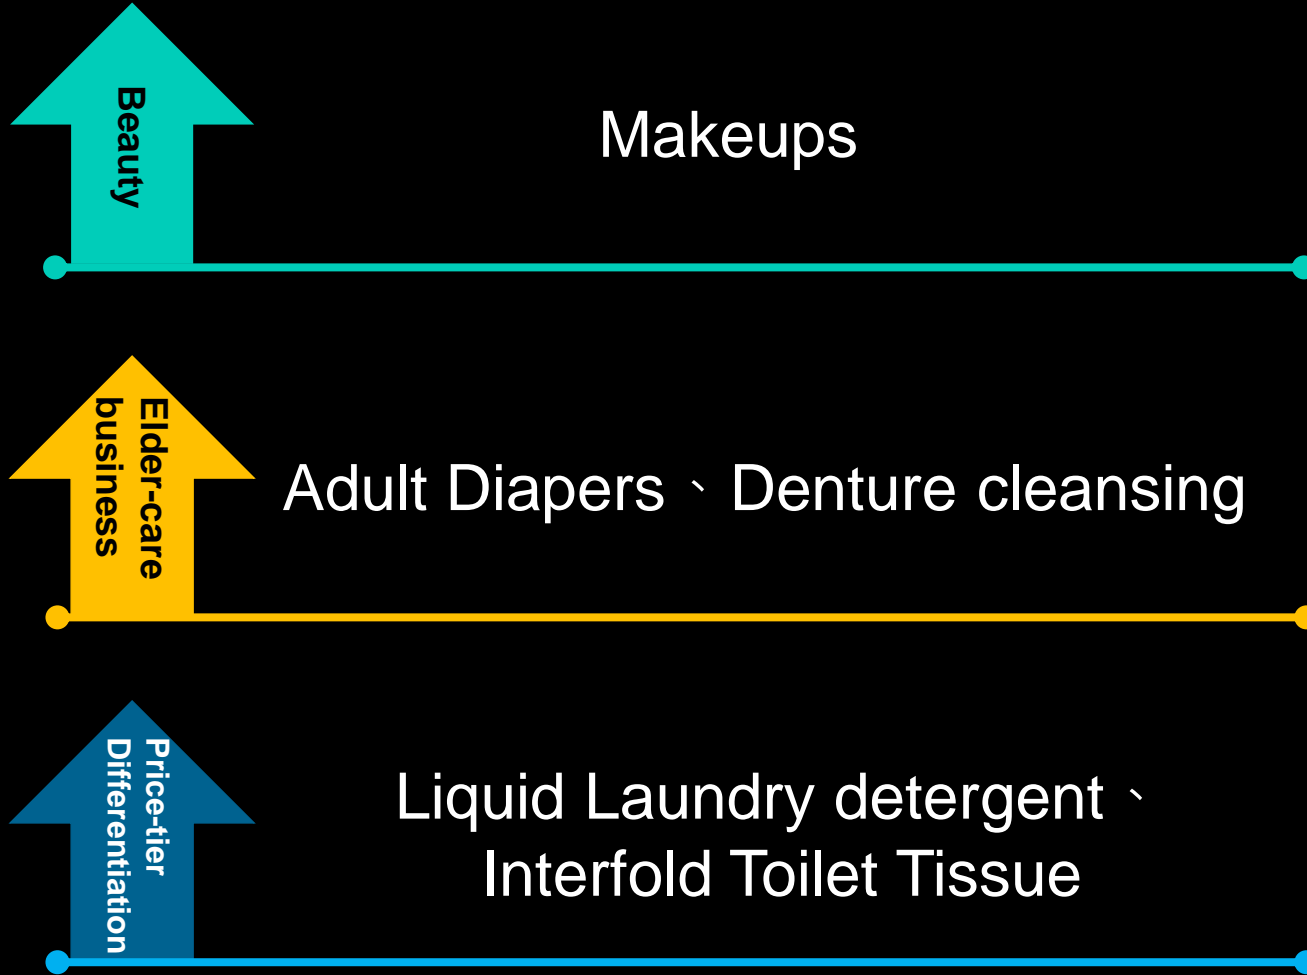 Beauty
Makeups
Elder-care
business
Adult Diapers、Denture cleansing
Price-tier
Differentiation
Liquid Laundry detergent、
Interfold Toilet Tissue